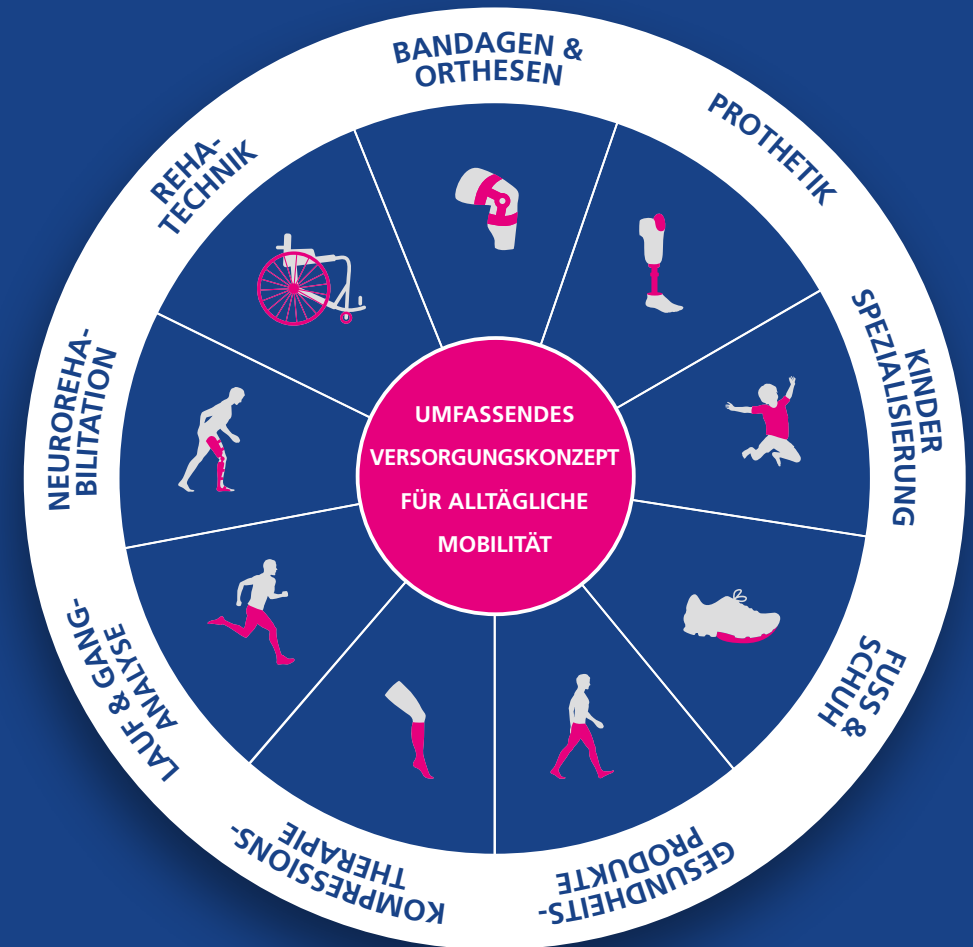 BANDAGEN &
ORTHESEN
PROTHETIK
KINDER
SPEZIALISIERUNG
FUSS &
SCHUH
GESUNDHEITS-
PRODUKTE
KOMPRESSIONS-
THERAPIE
LAUF & GANG-
ANALYSE
NEUROREHA-
BILITATION
REHA-
TECHNIK
UMFASSENDES
VERSORGUNGSKONZEPT
FÜR ALLTÄGLICHE
MOBILITÄT